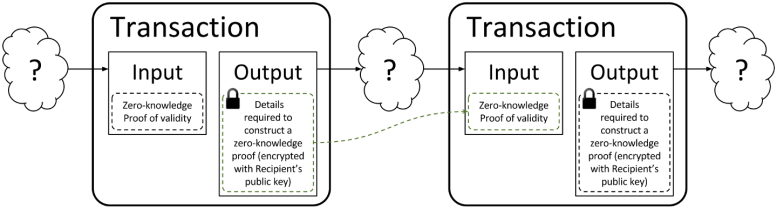 Transaction
?
Input
Zero-knowledge
Proof of validity
Output
Details
required to
construct a
zero-knowledge
proof (encrypted
with Recipient's
public key)
?
Transaction
Input
Zero-knowledge
Proof of validity
Output
Details
required to
construct a
zero-knowledge
proof (encrypted
with Recipient's
public key)
?